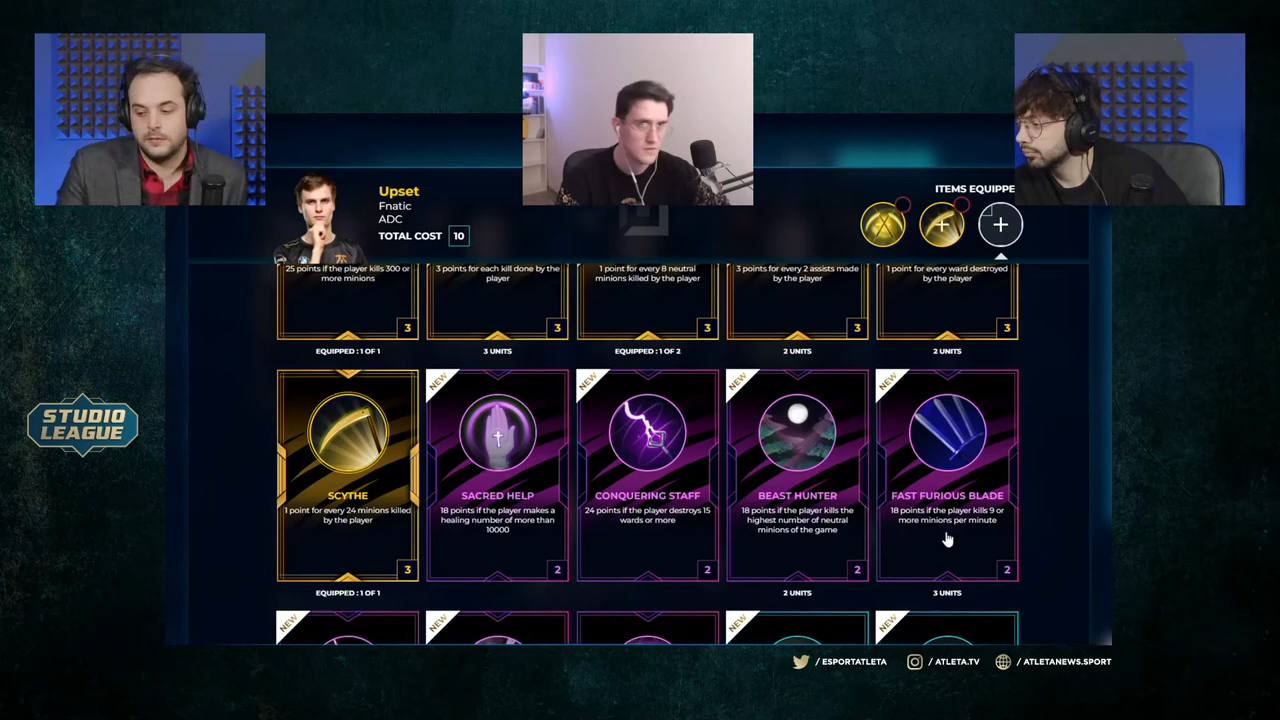 Upset
Fnatic
ADC
TOTAL COST 10
ITEMS EQUIPPE
25 points if the player kills 300 or
more minions
3
EQUIPPED : 1 OF 1
3 points for each kill done by the
player
3
3 UNITS
1 point for every 8 neutral
minions killed by the player
3
EQUIPPED : 1 OF 2
3 points for every 2 assists made
by the player
3
2 UNITS
1 point for every ward destroyed
by the player
3
2 UNITS
SCYTHE
1 point for every 24 minions killed
by the player
3
EQUIPPED : 1 OF 1
NEW
SACRED HELP
18 points if the player makes a
healing number of more than
10000
2
NEW
CONQUERING STAFF
24 points if the player destroys 15
wards or more
2
NEW
BEAST HUNTER
18 points if the player kills the
highest number of neutral
minions of the game
2
2 UNITS
NEW
FAST FURIOUS BLADE
18 points if the player kills 9 or
more minions per minute
2
3 UNITS
NEW
NEW
NEW
NEW
STUDIO
LEAGUE
/ ESPORTATLETA
/ ATLETA.TV
/ ATLETANEWS.SPORT